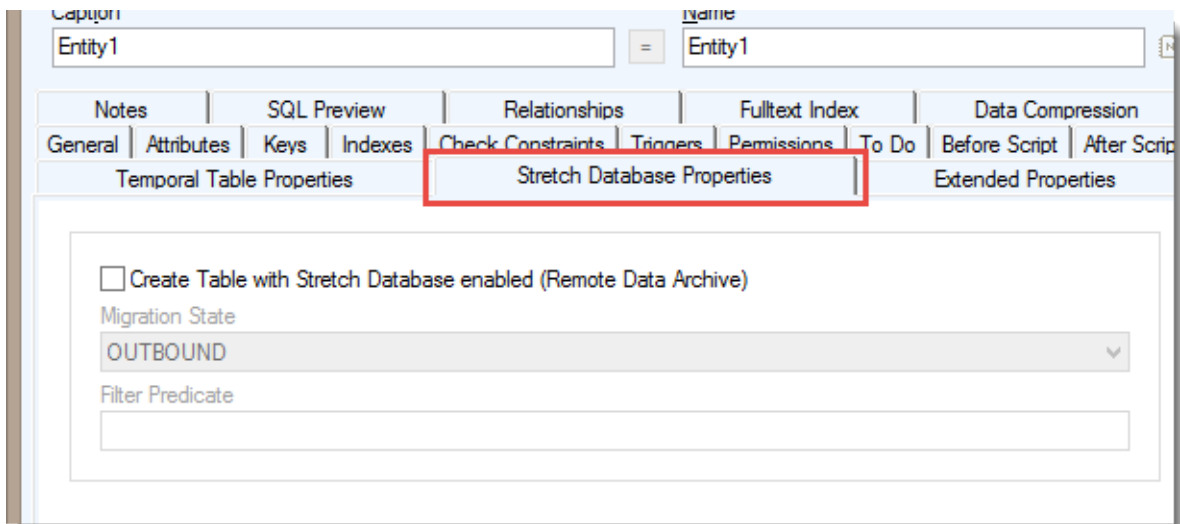 Caption Name
Entity1 = Entity1 N
Notes SQL Preview Relationships Fulltext Index Data Compression
General Attributes Keys Indexes Check Constraints Triggers Permissions To Do Before Script After Scrip
Temporal Table Properties Stretch Database Properties Extended Properties
Create Table with Stretch Database enabled (Remote Data Archive)
Migration State
OUTBOUND
Filter Predicate